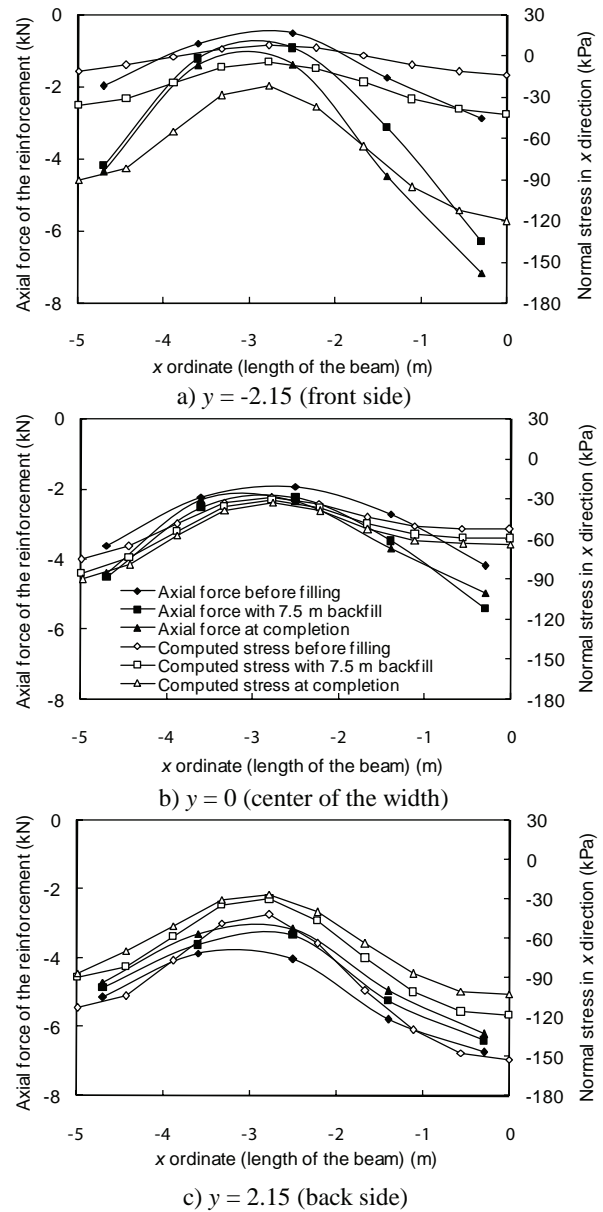 Axial force of the reinforcement (kN)
0
-2
-4
-6
-8
30
0
-30
-60
-90
-120
-150
-180
Normal stress in x direction (kPa)
-5 -4 -3 -2 -1 0
x ordinate (length of the beam) (m)
a) y = -2.15 (front side)
Axial force of the reinforcement (kN)
0
-2
-4
-6
-8
Axial force before filling
Axial force with 7.5 m backfill
Axial force at completion
Computed stress before filling
Computed stress with 7.5 m backfill
Computed stress at completion
30
0
-30
-60
-90
-120
-150
-180
Normal stress in x direction (kPa)
-5 -4 -3 -2 -1 0
x ordinate (length of the beam) (m)
b) y = 0 (center of the width)
Axial force of the reinforcement (kN)
0
-2
-4
-6
-8
30
0
-30
-60
-90
-120
-150
-180
Normal stress in x direction (kPa)
-5 -4 -3 -2 -1 0
x ordinate (length of the beam) (m)
c) y = 2.15 (back side)